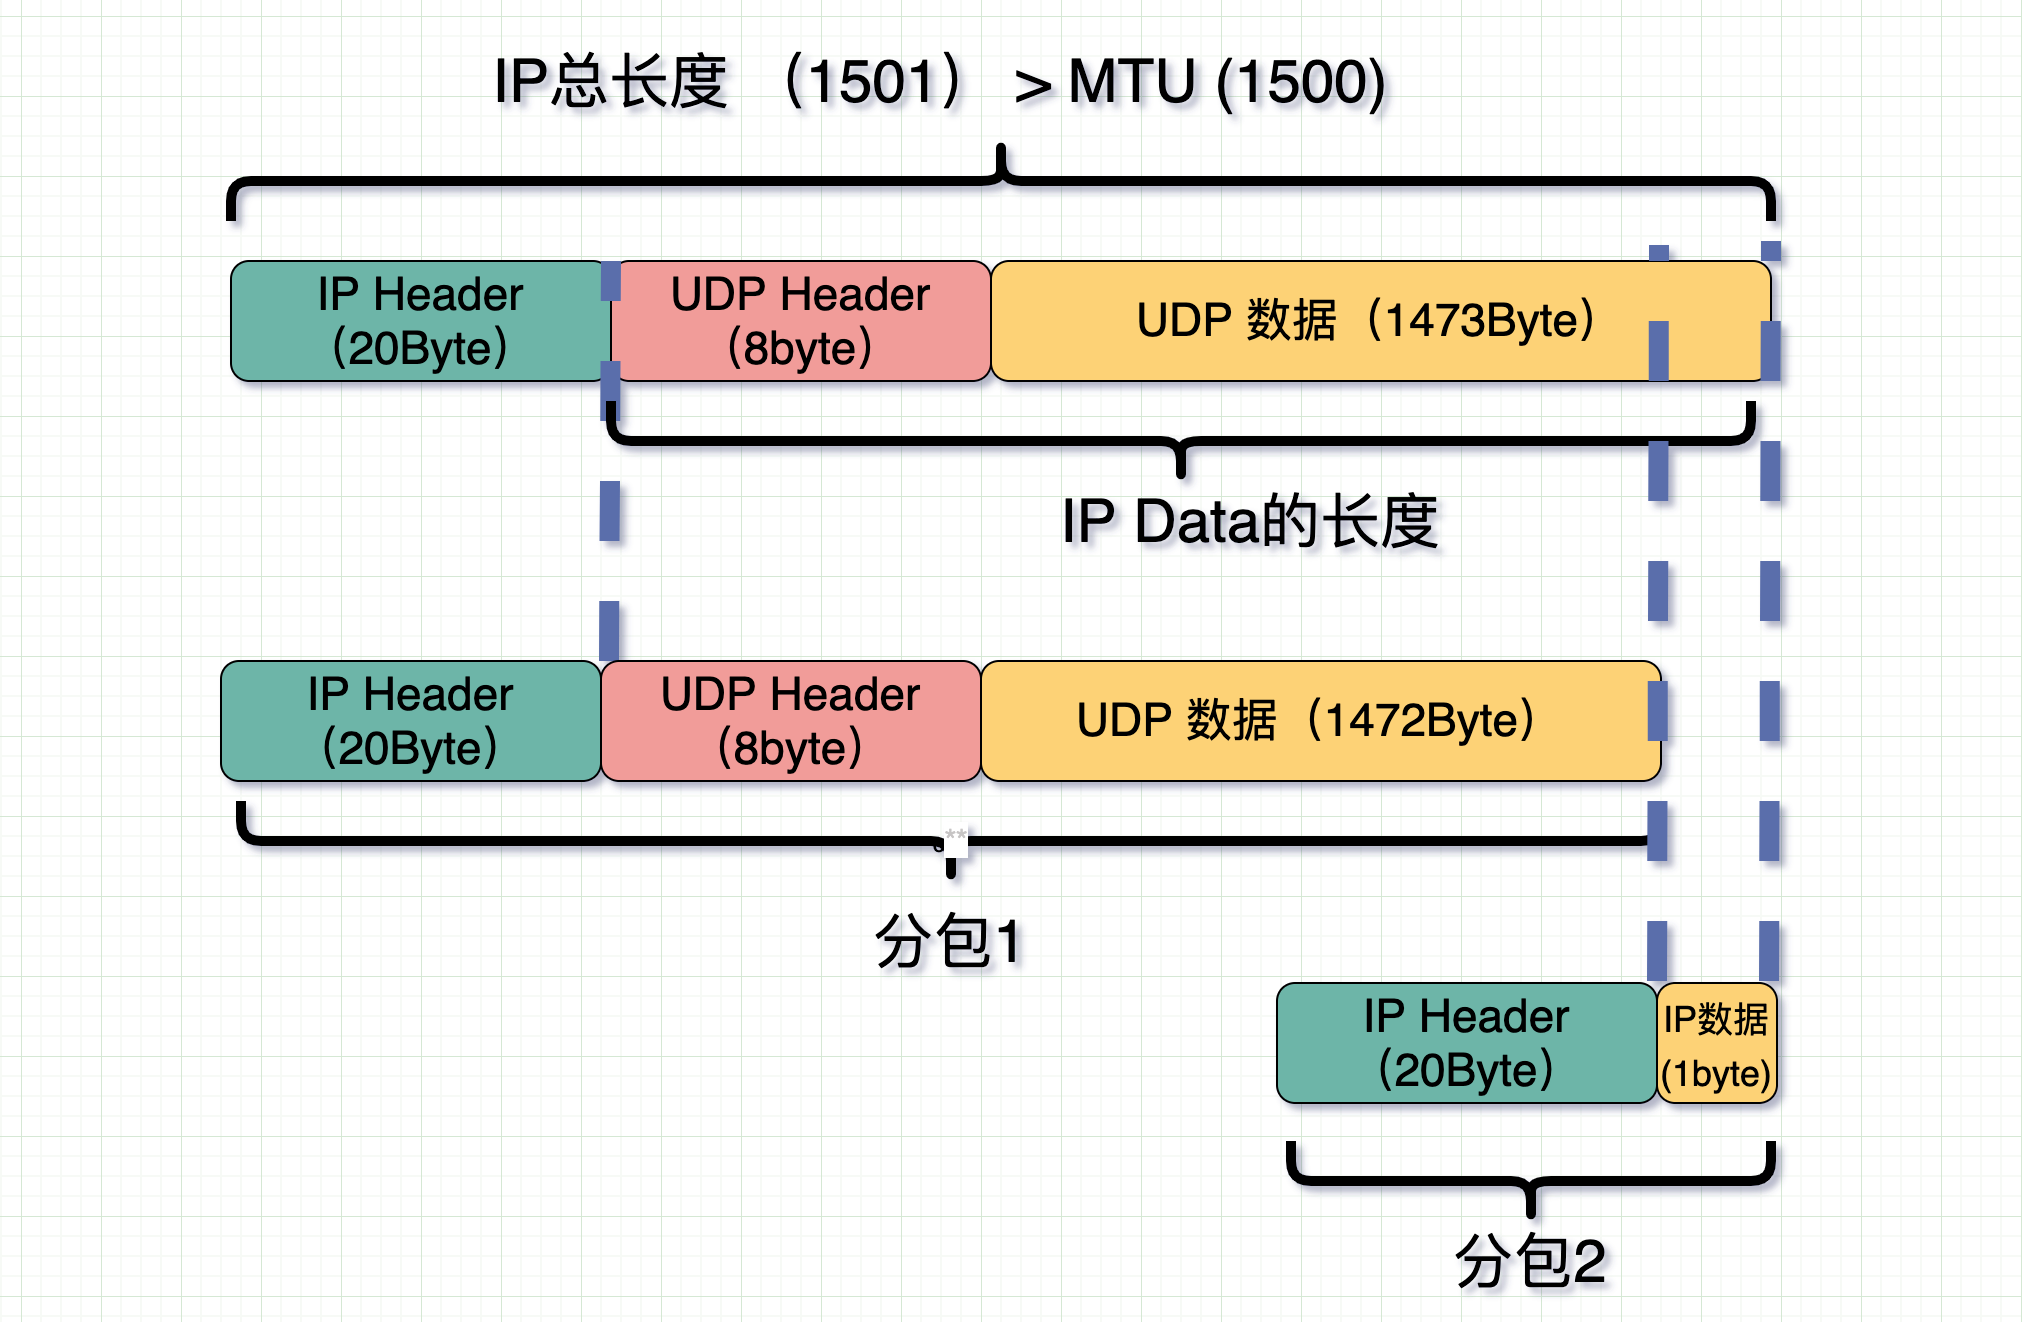 IP总长度 （1501） > MTU (1500)
IP Header
(20Byte)
UDP Header
(8byte)
UDP 数据（1473Byte）
IP Data的长度
IP Header
(20Byte)
UDP Header
(8byte)
UDP 数据（1472Byte）
**
分包1
IP Header
(20Byte)
IP数据
(1byte)
分包2